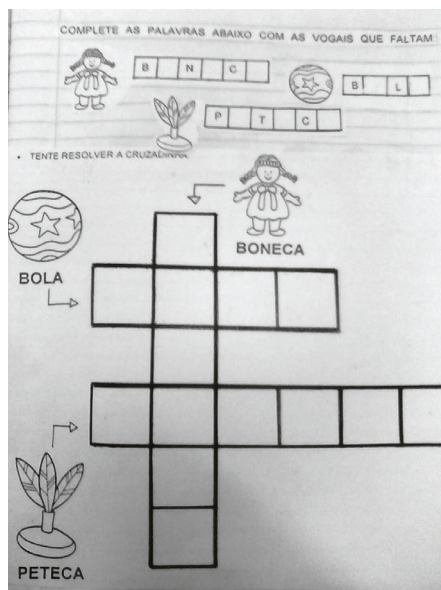 COMPLETE AS PALAVRAS ABAIXO COM AS VOGAIS QUE FALTAM
B N C
B L
P T C
• TENTE RESOLVER A CRUZADINHA
BONECA
BOLA
PETECA